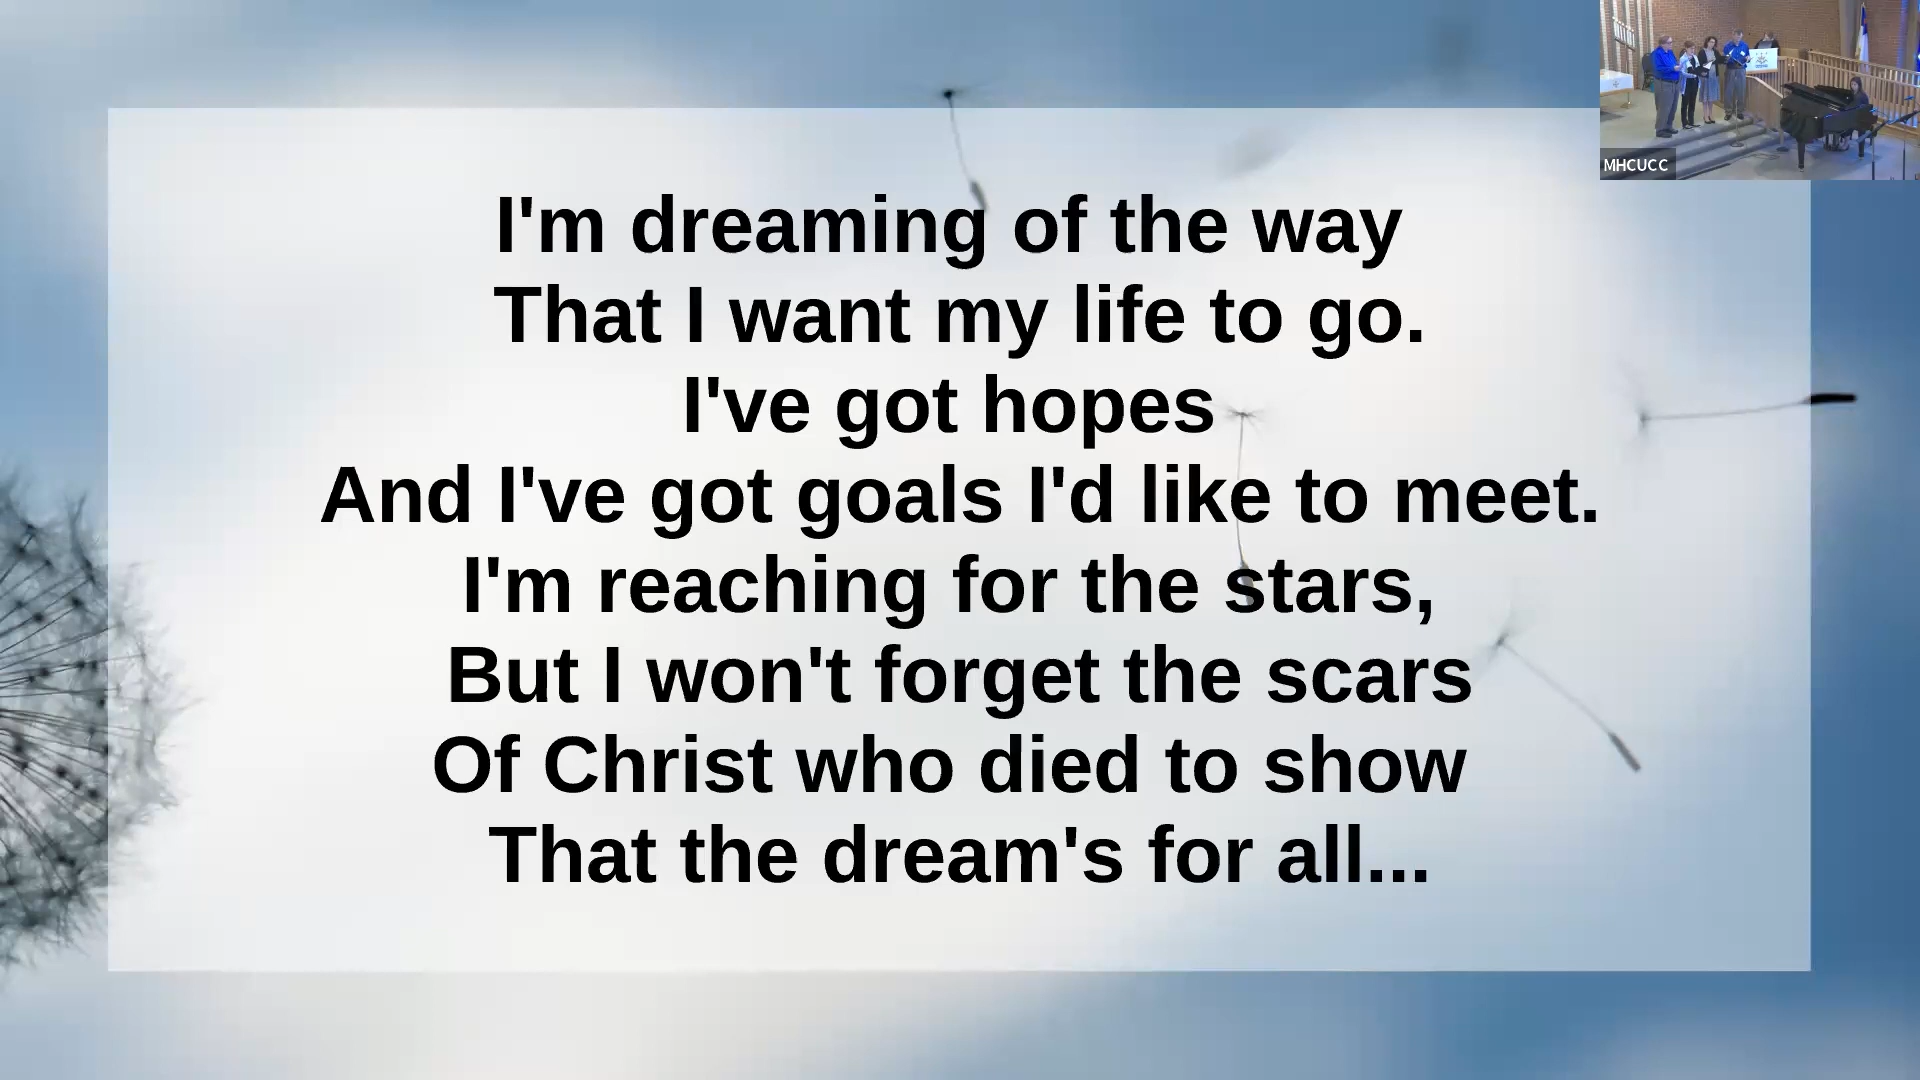 I'm dreaming of the way
That I want my life to go.
I've got hopes
And I've got goals I'd like to meet.
I'm reaching for the stars,
But I won't forget the scars
Of Christ who died to show
That the dream's for all...
MHCUCC